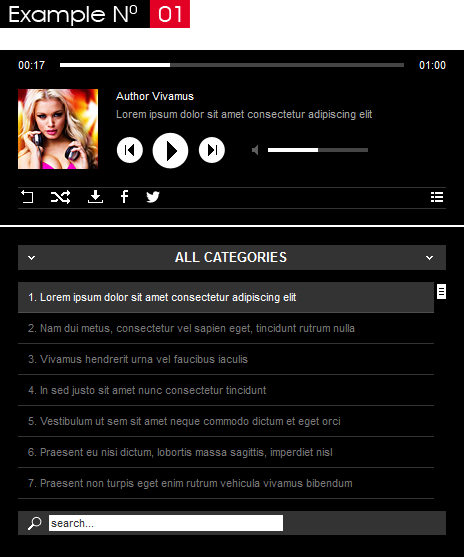 Example Nº 01
00:17 01:00
Author Vivamus
Lorem ipsum dolor sit amet consectetur adipiscing elit
ALL CATEGORIES
1. Lorem ipsum dolor sit amet consectetur adipiscing elit
2. Nam dui metus, consectetur vel sapien eget, tincidunt rutrum nulla
3. Vivamus hendrerit urna vel faucibus iaculis
4. In sed justo sit amet nunc consectetur tincidunt
5. Vestibulum ut sem sit amet neque commodo dictum et eget orci
6. Praesent eu nisi dictum, lobortis massa sagittis, imperdiet nisl
7. Praesent non turpis eget enim rutrum vehicula vivamus bibendum
search...